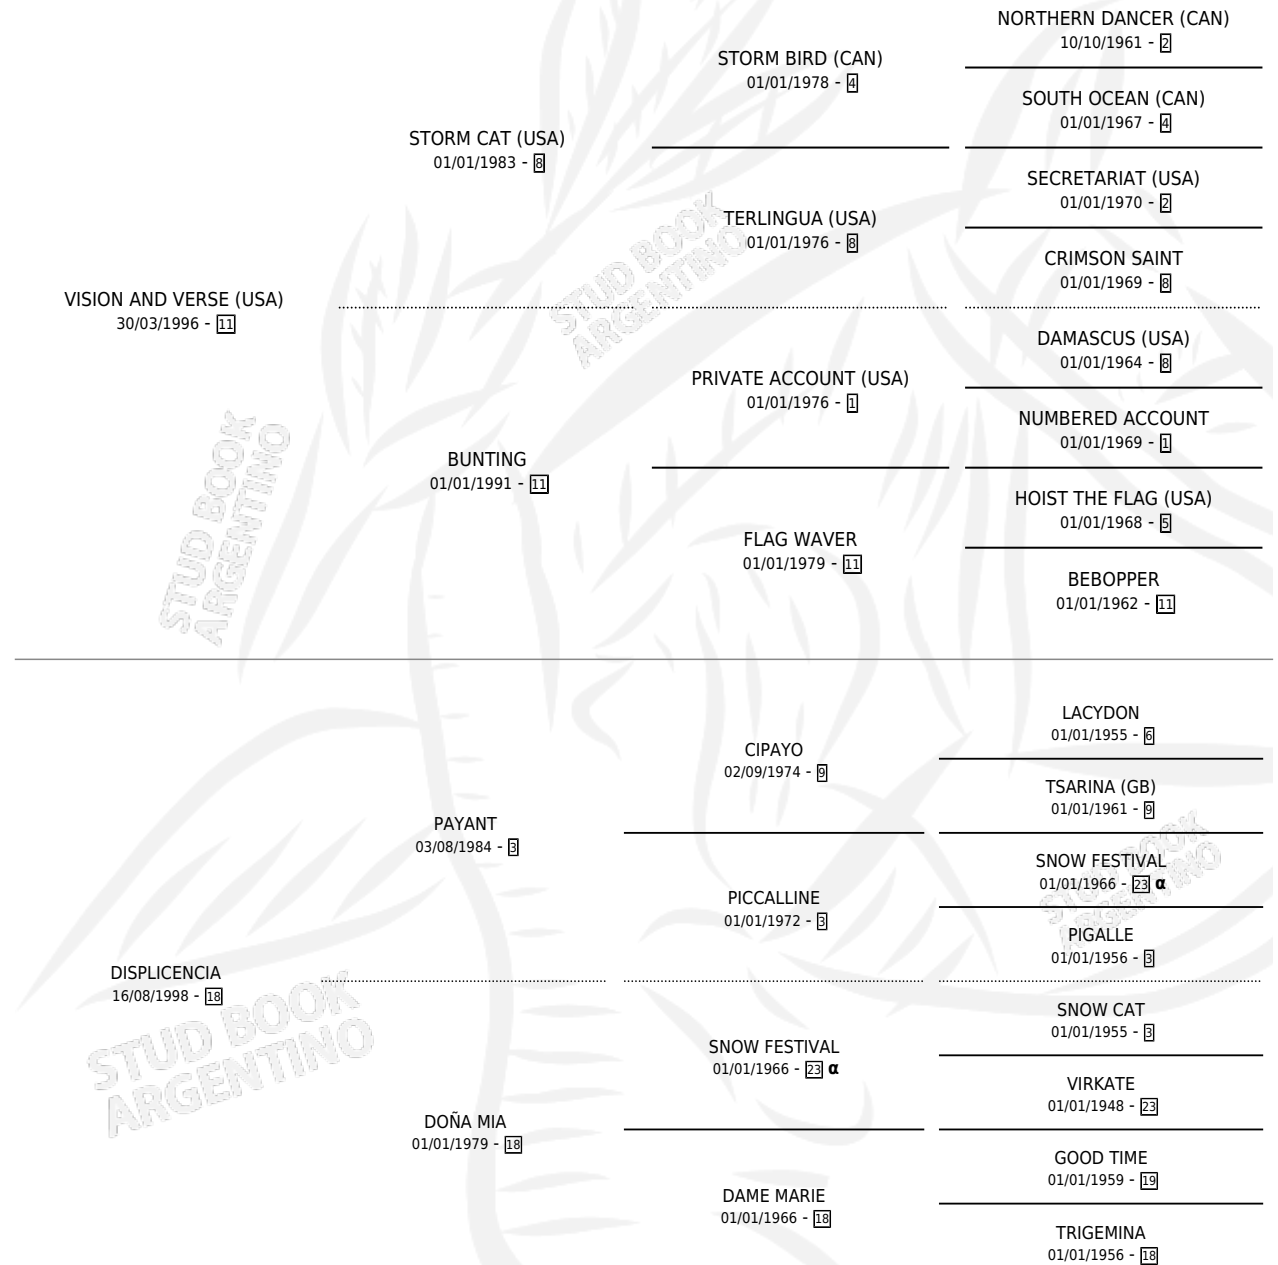 NORTHERN DANCER (CAN)
10/10/1961 - 2
STORM BIRD (CAN)
01/01/1978 - 4
SOUTH OCEAN (CAN)
01/01/1967 - 4
STORM CAT (USA)
01/01/1983 - 8
SECRETARIAT (USA)
01/01/1970 - 2
TERLINGUA (USA)
01/01/1976 - 8
CRIMSON SAINT
01/01/1969 - 8
VISION AND VERSE (USA)
30/03/1996 - 11
DAMASCUS (USA)
01/01/1964 - 8
PRIVATE ACCOUNT (USA)
01/01/1976 - 1
NUMBERED ACCOUNT
01/01/1969 - 1
BUNTING
01/01/1991 - 11
HOIST THE FLAG (USA)
01/01/1968 - 5
FLAG WAVER
01/01/1979 - 11
BEBOPPER
01/01/1962 - 11
LACYDON
01/01/1955 - 6
CIPAYO
02/09/1974 - 9
TSARINA (GB)
01/01/1961 - 9
PAYANT
03/08/1984 - 3
SNOW FESTIVAL
01/01/1966 - 23 α
PICCALLINE
01/01/1972 - 3
PIGALLE
01/01/1956 - 3
DISPLICENCIA
16/08/1998 - 18
SNOW CAT
01/01/1955 - 3
SNOW FESTIVAL
01/01/1966 - 23 α
VIRKATE
01/01/1948 - 23
DOÑA MIA
01/01/1979 - 18
GOOD TIME
01/01/1959 - 19
DAME MARIE
01/01/1966 - 18
TRIGEMINA
01/01/1956 - 18
STUD BOOK
ARGENTINO
STUD BOOK
ARGENTINO
STUD BOOK
ARGENTINO
STUD BOOK
ARGENTINO